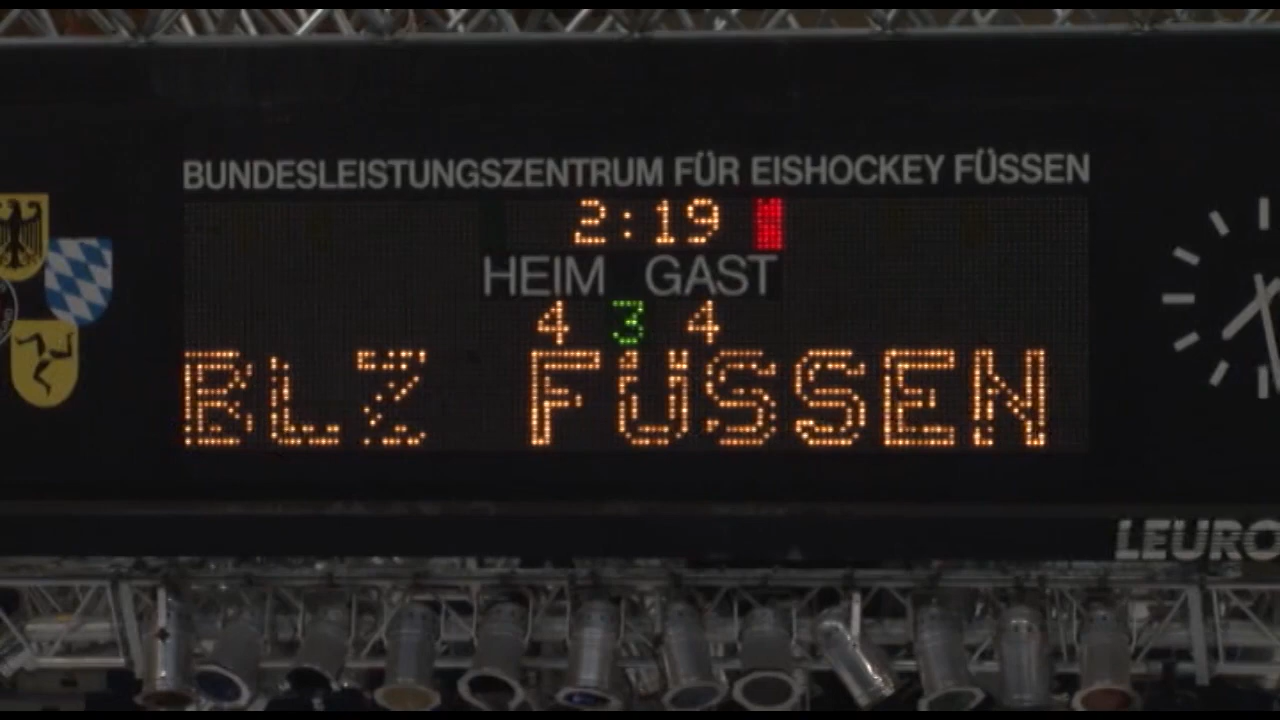 BUNDESLEISTUNGSZENTRUM FÜR EISHOCKEY FÜSSEN
2:19
HEIM GAST
4 3 4
BLZ FÜSSEN
LEURO